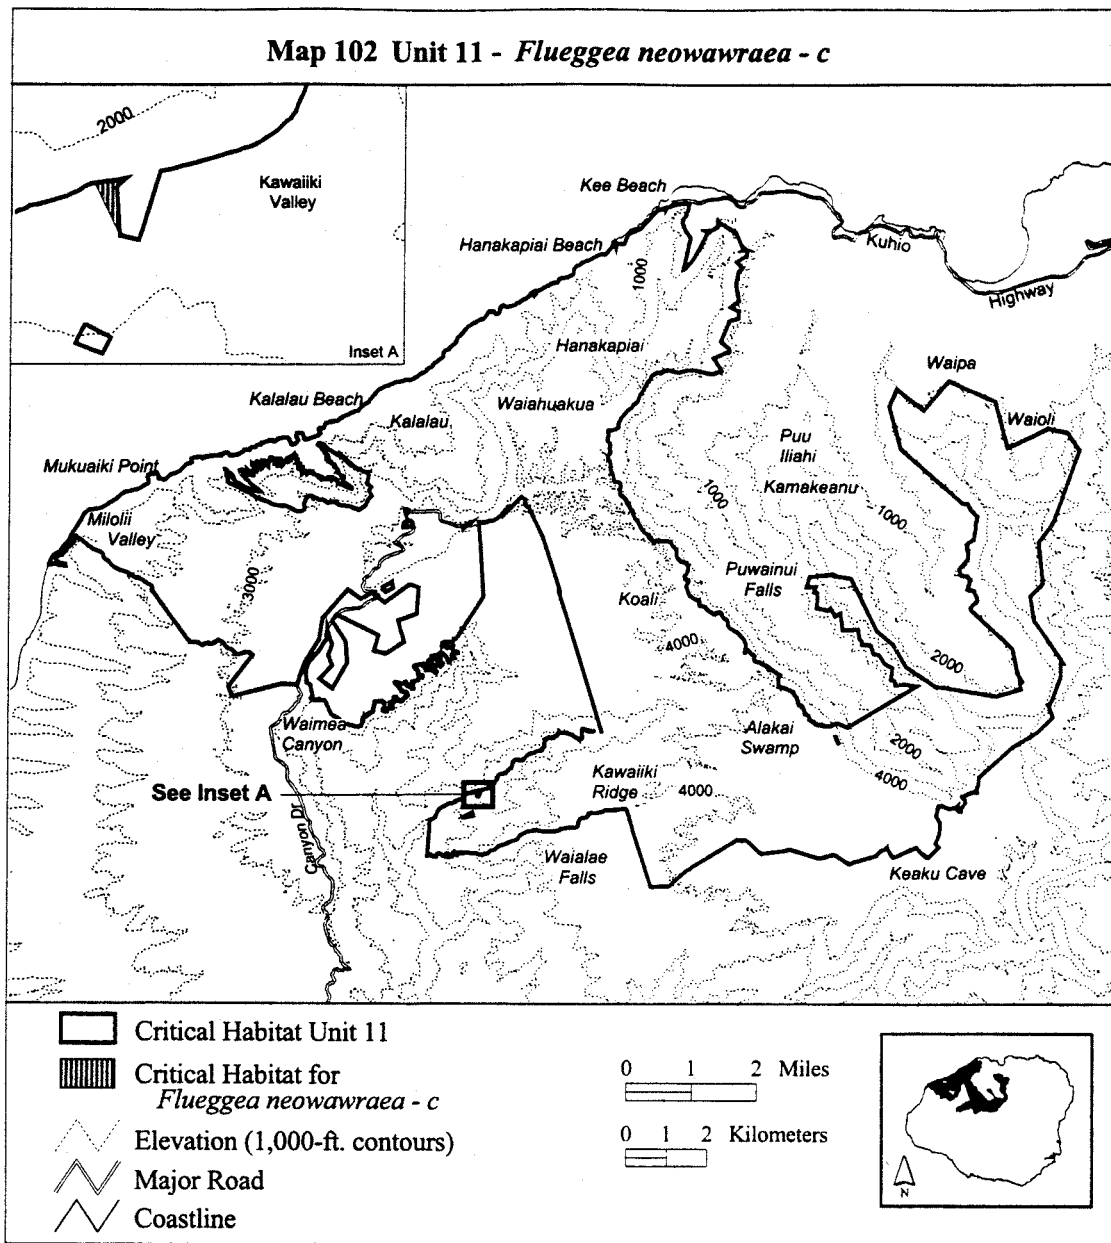 Map 102 Unit 11 - Flueggea neowawraea - c
2000
Kawaiiki
Valley
Inset A
Kee Beach
Hanakapiai Beach
Kuhio
Highway
1000
Hanakapiai
Waipa
Kalalau Beach
Waiahuakua
Kalalau
Waioli
Puu
Iliahi
Mukuaiki Point
Kamakeanu
1000
1000
Milolii
Valley
3000
Puwainui
Falls
Koali
4000
2000
Waimea
Canyon
Alakai
Swamp
2000
See Inset A
Kawaiiki
Ridge
4000
4000
Canyon Dr
Waialae
Falls
Keaku Cave
Critical Habitat Unit 11
Critical Habitat for
Flueggea neowawraea - c
Elevation (1,000-ft. contours)
Major Road
Coastline
0 1 2 Miles
0 1 2 Kilometers
N